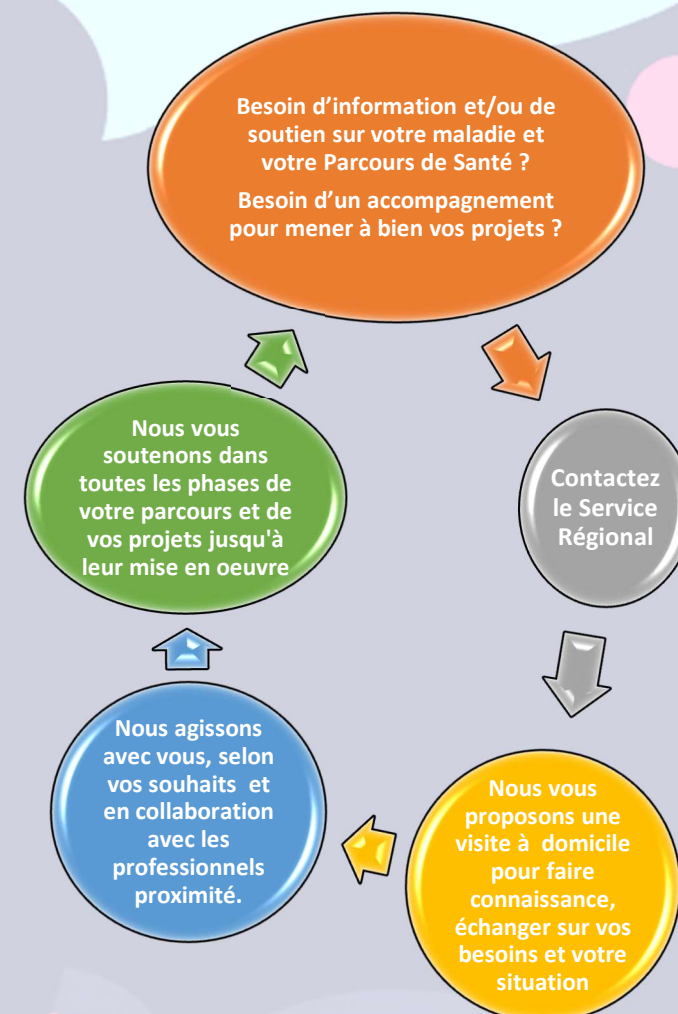 Besoin d'information et/ou de
soutien sur votre maladie et
votre Parcours de Santé ?
Besoin d'un accompagnement
pour mener à bien vos projets ?
Contactez
le Service
Régional
Nous vous
proposons une
visite à domicile
pour faire
connaissance,
échanger sur vos
besoins et votre
situation
Nous agissons
avec vous, selon
vos souhaits et
en collaboration
avec les
professionnels
proximité.
Nous vous
soutenons dans
toutes les phases de
votre parcours et de
vos projets jusqu'à
leur mise en oeuvre